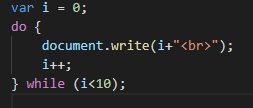 var i = 0;
do {
    document.write(i+"<br>");
    i++;
} while (i<10);